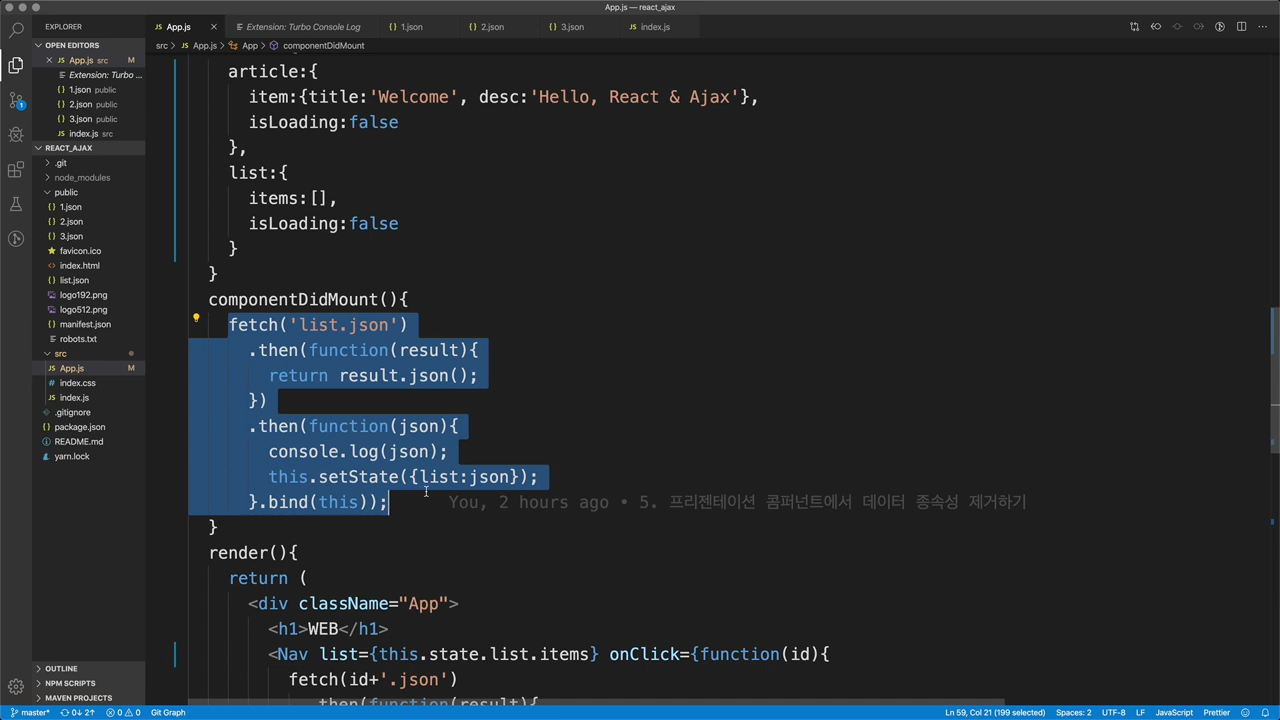 App.js — react_ajax
EXPLORER
App.js
Extension: Turbo Console Log
1.json
2.json
3.json
index.js
src > App.js > App > componentDidMount
OPEN EDITORS
App.js src M
Extension: Turbo ...
1.json public
2.json public
3.json public
index.js src
REACT_AJAX
.git
node_modules
public
1.json
2.json
3.json
favicon.ico
index.html
list.json
logo192.png
logo512.png
manifest.json
robots.txt
src
App.js M
index.css
index.js
.gitignore
package.json
README.md
yarn.lock
OUTLINE
NPM SCRIPTS
MAVEN PROJECTS
1
article:{
item:{title:'Welcome', desc:'Hello, React & Ajax'},
isLoading:false
},
list:{
items:[],
isLoading:false
}
}
componentDidMount(){
fetch('list.json')
.then(function(result){
return result.json();
})
.then(function(json){
console.log(json);
this.setState({list:json});
}.bind(this)); You, 2 hours ago • 5. 프리젠테이션 콤퍼넌트에서 데이터 종속성 제거하기
}
render(){
return (
<div className="App">
<h1>WEB</h1>
<Nav list={this.state.list.items} onClick={function(id){
fetch(id+'.json')
.then(function(result){
master* 0↓ 2↑ 0 0 Git Graph
Ln 59, Col 21 (199 selected) Spaces: 2 UTF-8 LF JavaScript Prettier